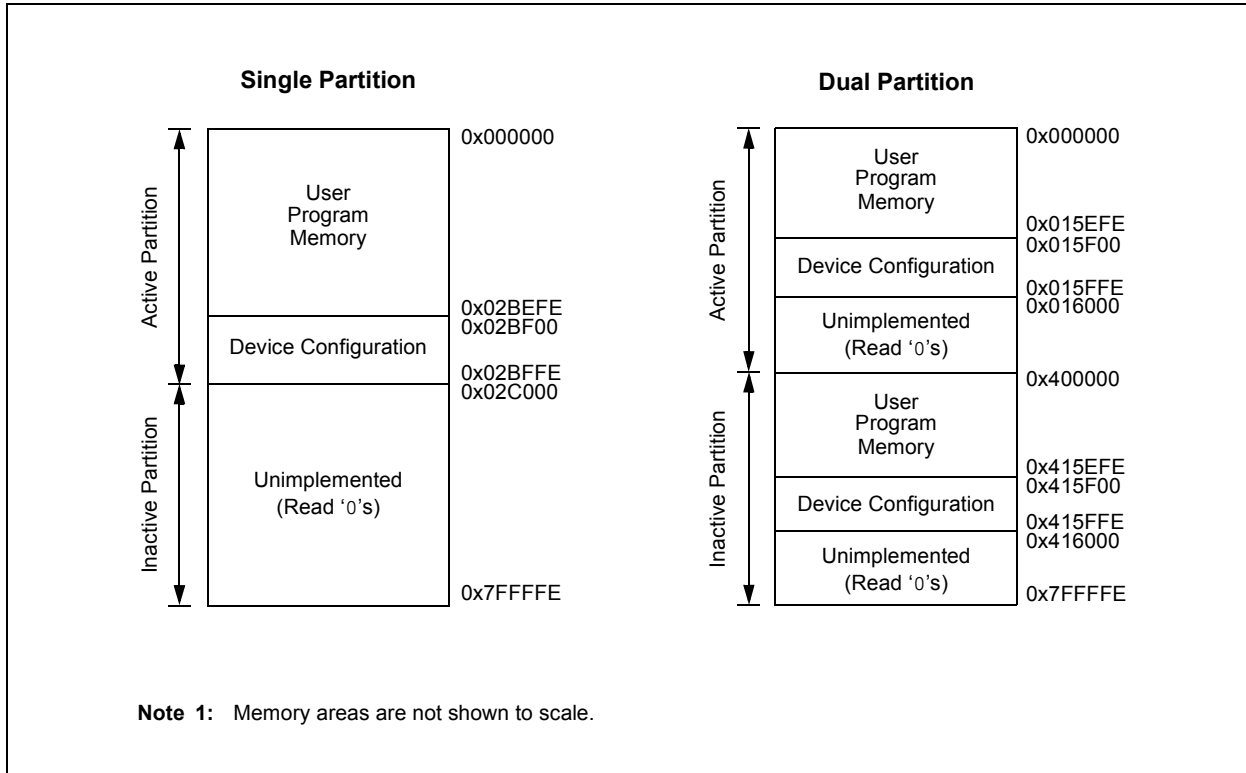 Single Partition
Active Partition
Inactive Partition
User
Program
Memory
Device Configuration
Unimplemented
(Read ‘0’s)
0x000000
0x02BEFE
0x02BF00
0x02BFFE
0x02C000
0x7FFFFE
Dual Partition
Active Partition
Inactive Partition
User
Program
Memory
Device Configuration
Unimplemented
(Read ‘0’s)
User
Program
Memory
Device Configuration
Unimplemented
(Read ‘0’s)
0x000000
0x015EFE
0x015F00
0x015FFE
0x016000
0x400000
0x415EFE
0x415F00
0x415FFE
0x416000
0x7FFFFE
Note 1: Memory areas are not shown to scale.